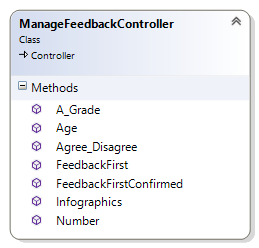 ManageFeedbackController
Class
Controller
Methods
A_Grade
Age
Agree_Disagree
FeedbackFirst
FeedbackFirstConfirmed
Infographics
Number